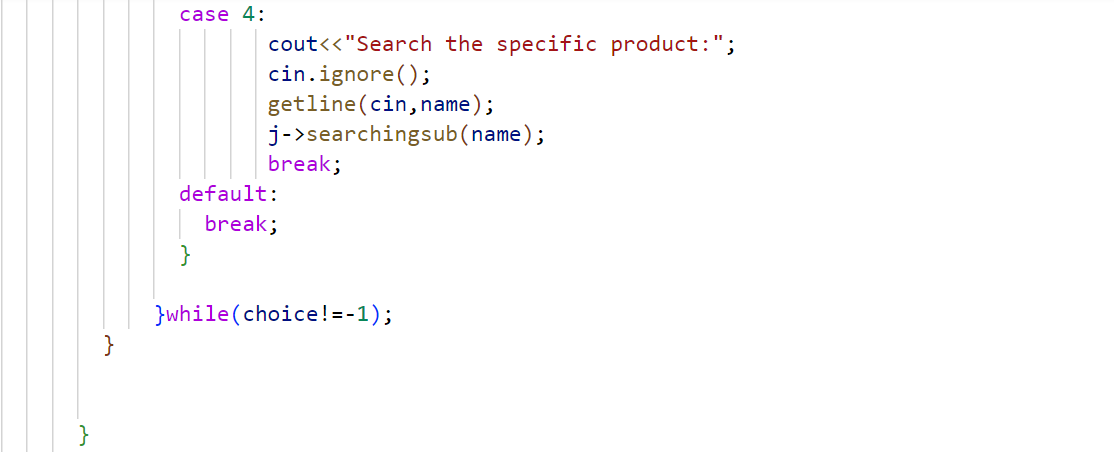 case 4:
cout<<"Search the specific product:";
cin.ignore();
getline(cin,name);
j->searchingsub(name);
break;
default:
break;
}
}while(choice!=-1);
}
}